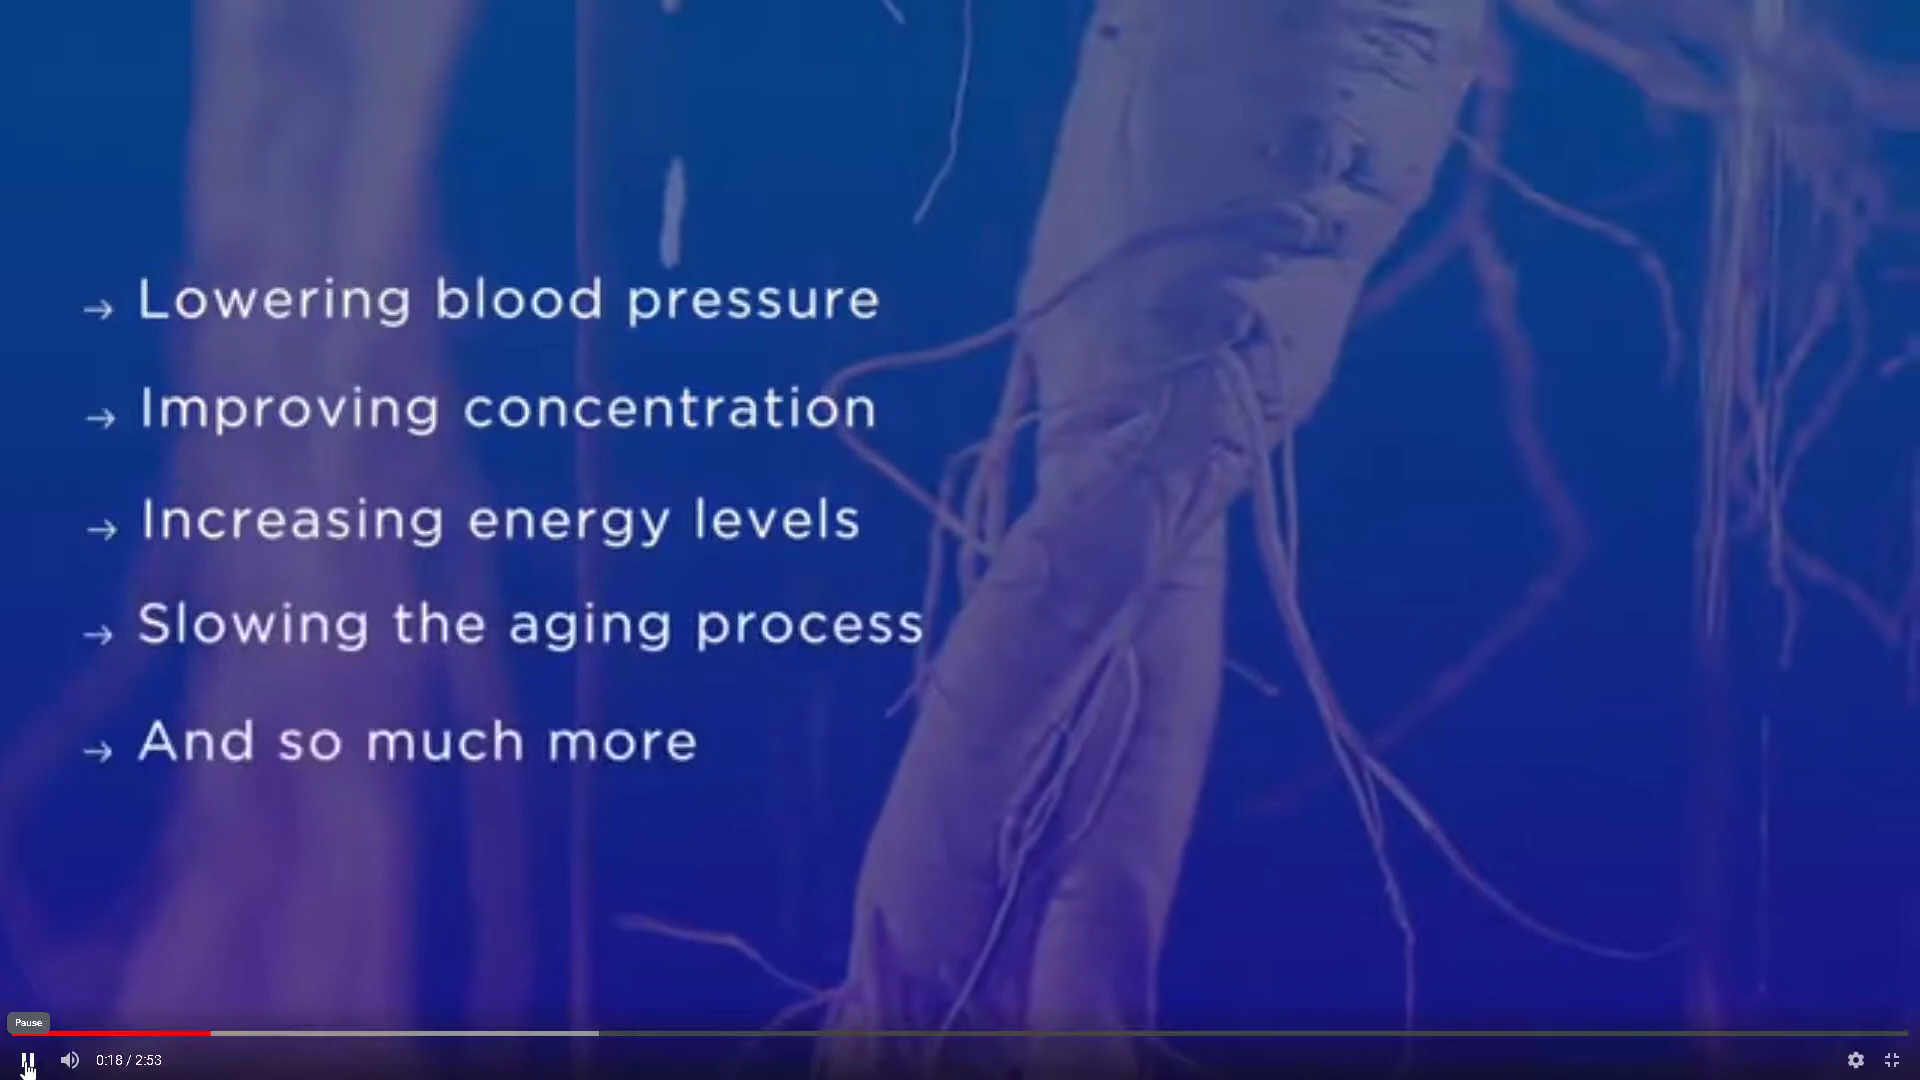 → Lowering blood pressure
→ Improving concentration
→ Increasing energy levels
→ Slowing the aging process
→ And so much more
Pause
0:18 / 2:53